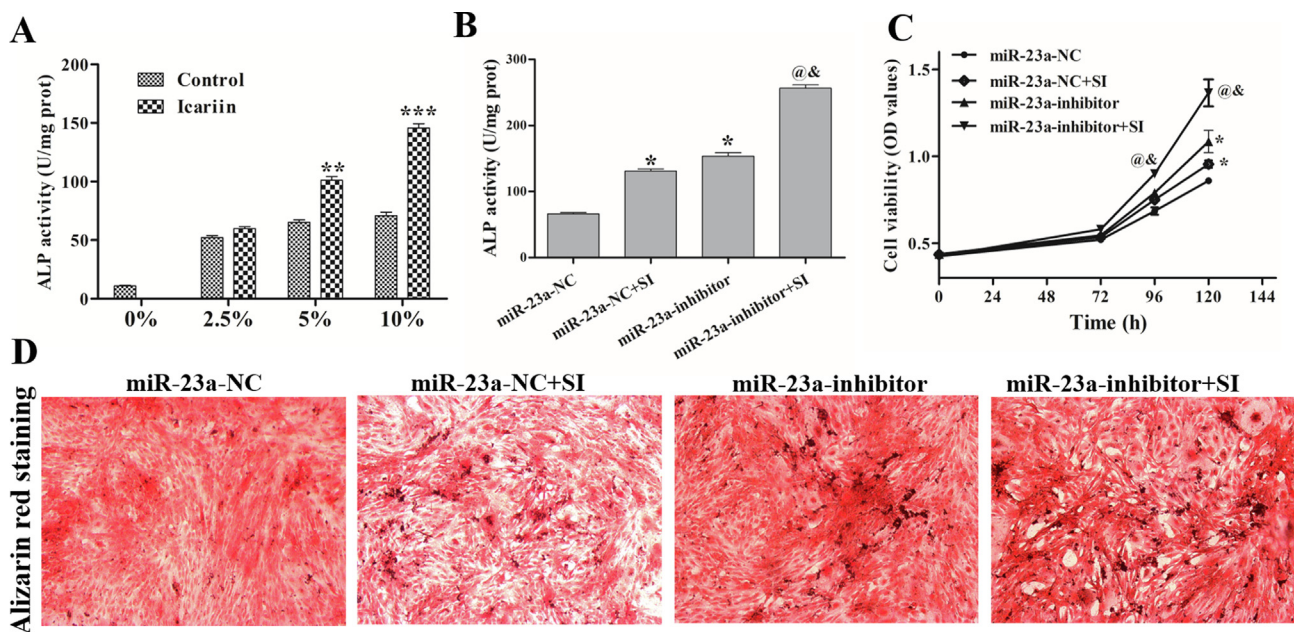 A
ALP activity (U/mg prot)
200
150
100
50
0
Control
Icariin
**
***
0%
2.5%
5%
10%
B
ALP activity (U/mg prot)
300
200
100
0
*
*
@&
miR-23a-NC
miR-23a-NC+SI
miR-23a-inhibitor
miR-23a-inhibitor+SI
C
Cell viability (OD values)
1.5
1.0
0.5
miR-23a-NC
miR-23a-NC+SI
miR-23a-inhibitor
miR-23a-inhibitor+SI
@&
@&
*
*
0
24
48
72
96
120
144
Time (h)
D
Alizarin red staining
miR-23a-NC
miR-23a-NC+SI
miR-23a-inhibitor
miR-23a-inhibitor+SI